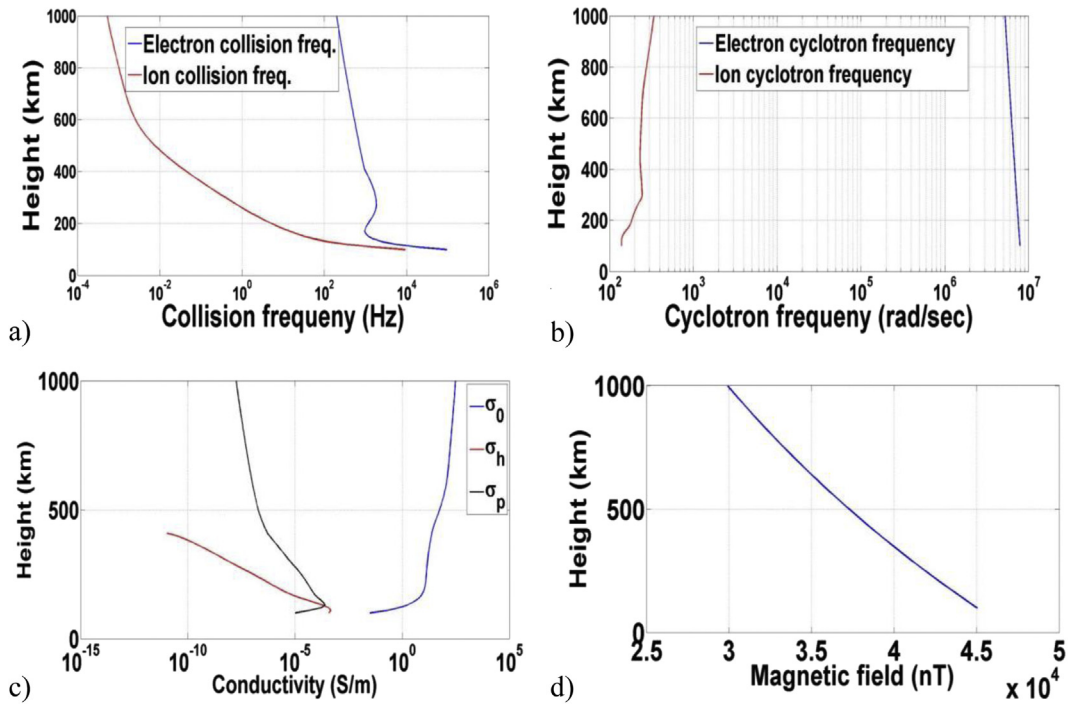 1000
800
600
400
200
0
Height (km)
Electron collision freq.
Ion collision freq.
10^-4 10^-2 10^0 10^2 10^4 10^6
Collision frequeny (Hz)
a)
1000
800
600
400
200
0
Height (km)
Electron cyclotron frequency
Ion cyclotron frequency
10^2 10^3 10^4 10^5 10^6 10^7
Cyclotron frequeny (rad/sec)
b)
1000
500
0
Height (km)
σ_0
σ_h
σ_p
10^-15 10^-10 10^-5 10^0 10^5
Conductivity (S/m)
c)
1000
500
0
Height (km)
2.5 3 3.5 4 4.5 5
Magnetic field (nT)
x 10^4
d)